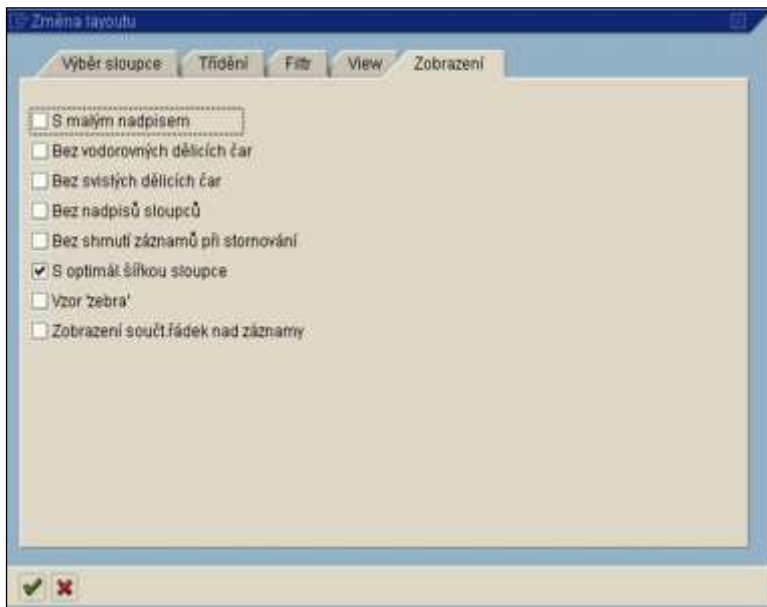 Změna layoutu
Výběr sloupce Třídění Filtr View Zobrazení
S malým nadpisem
Bez vodorovných dělicích čar
Bez svislých dělicích čar
Bez nadpisů sloupců
Bez shrnutí záznamů při stornování
S optimál.šířkou sloupce
Vzor 'zebra'
Zobrazení součt.řádek nad záznamy